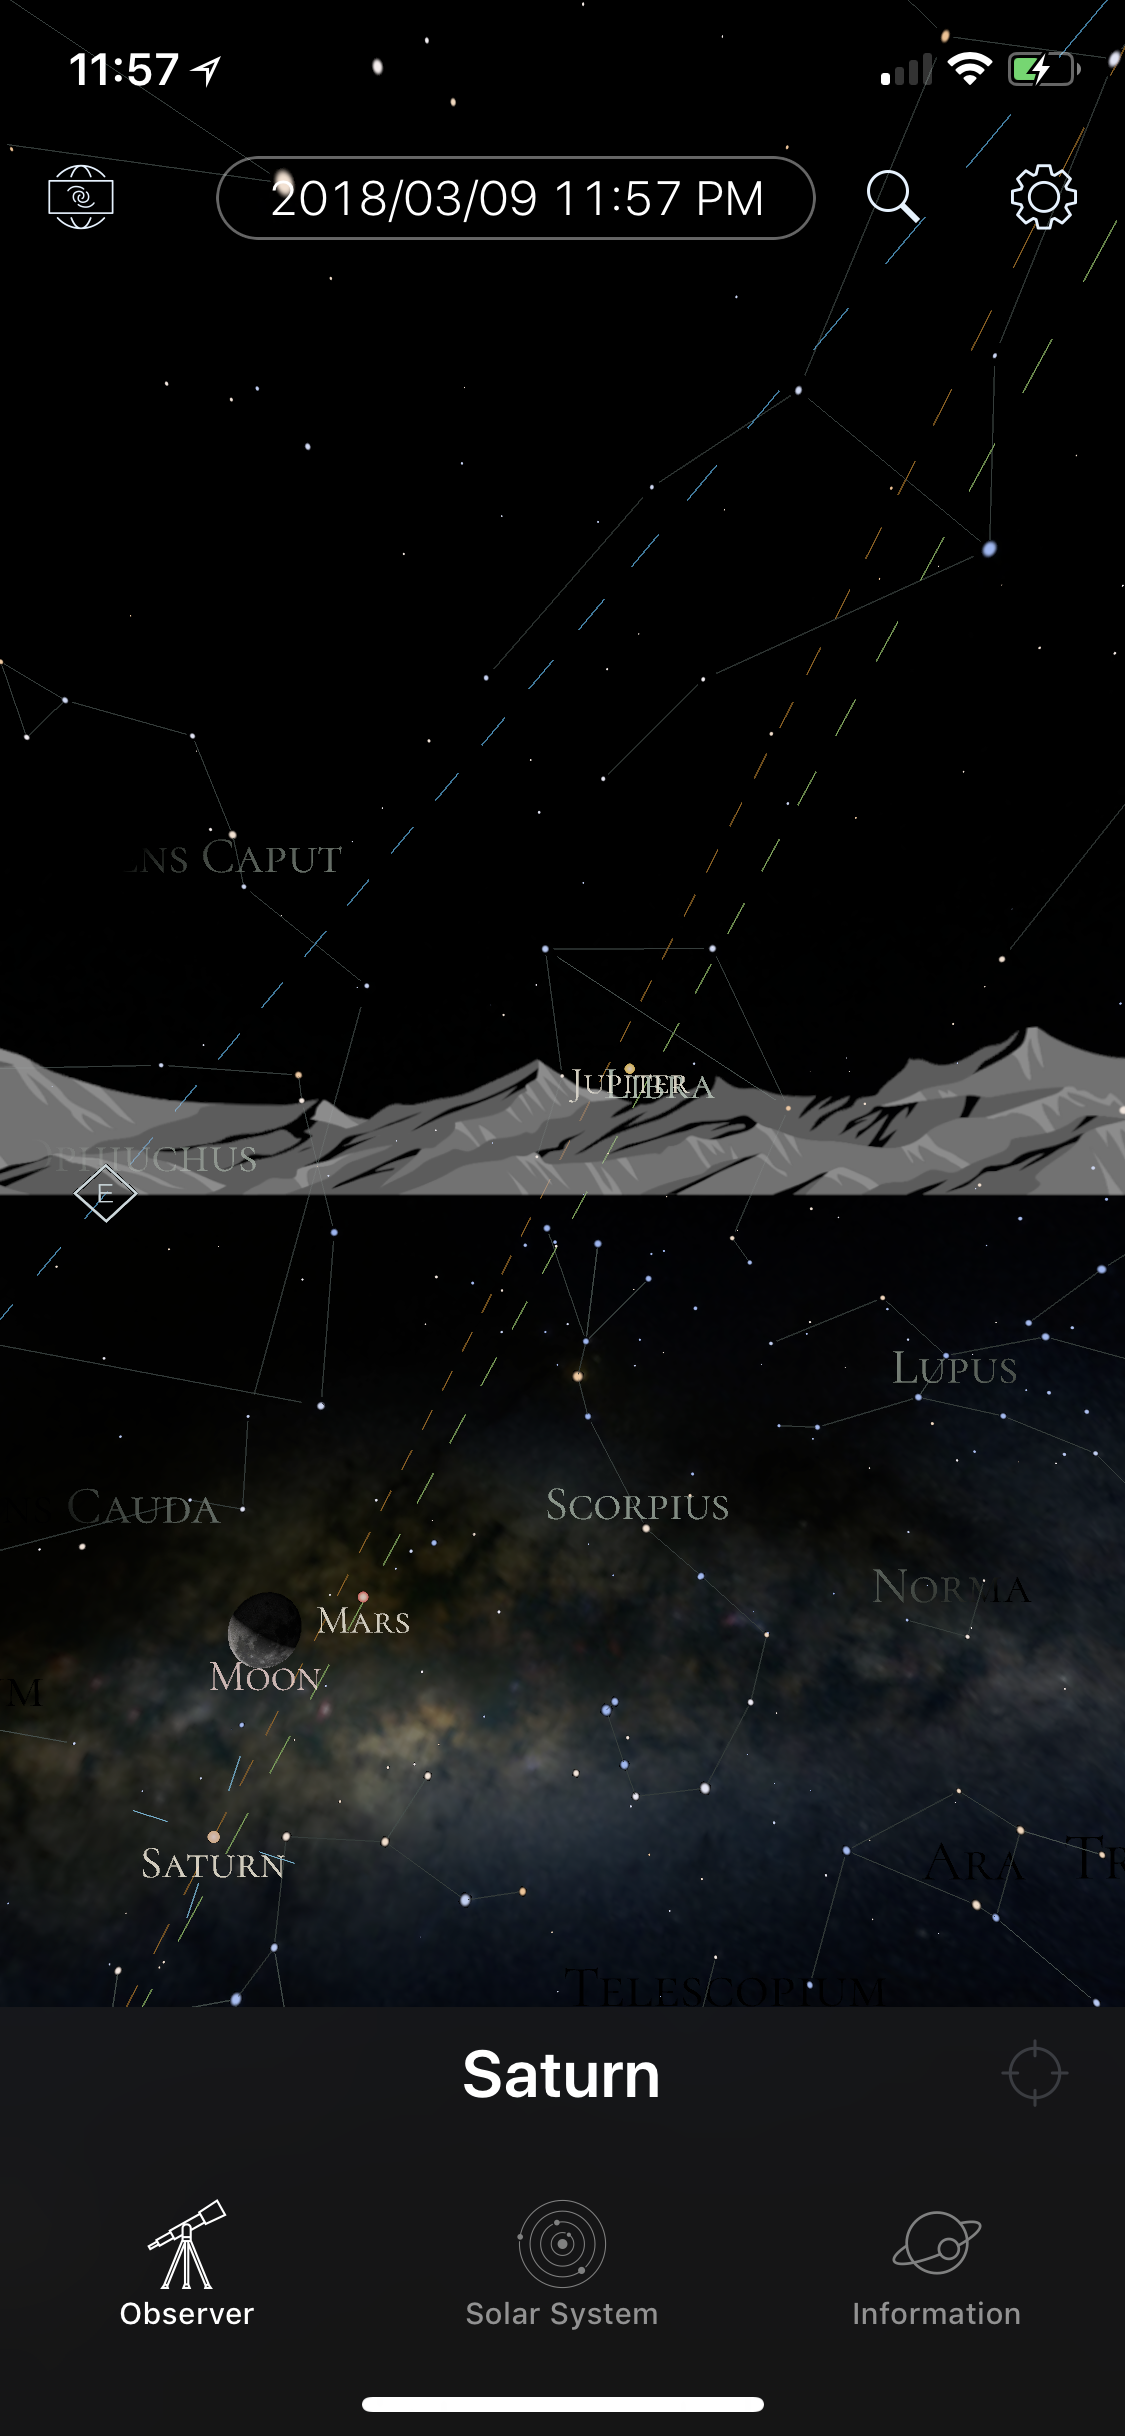 11:57
2018/03/09 11:57 PM
NS CAPUT
JUPITER
LIBRA
OPHIUCHUS
E
LUPUS
S CAUDA
SCORPIUS
NORMA
MARS
MOON
M
SATURN
ARA
TR
TELESCOPIUM
Saturn
Observer
Solar System
Information